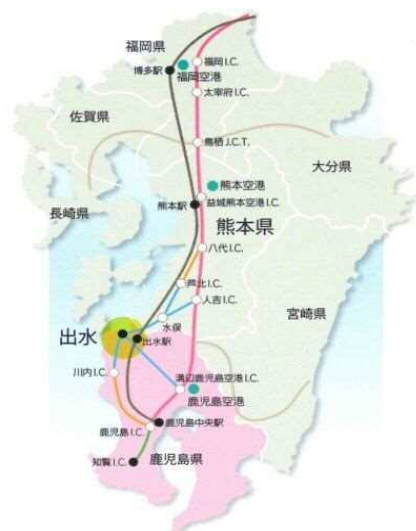 福岡県
博多駅
福岡空港
福岡I.C.
太宰府I.C.
佐賀県
鳥栖J.C.T.
大分県
熊本空港
長崎県
熊本駅
益城熊本空港I.C.
熊本県
八代I.C.
芦北I.C.
人吉I.C.
宮崎県
水俣
出水
出水駅
川内I.C.
溝辺鹿児島空港I.C.
鹿児島空港
鹿児島I.C.
鹿児島中央駅
知覧I.C.
鹿児島県